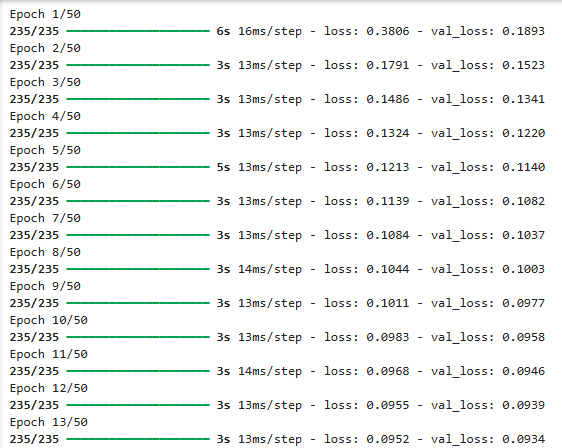 Epoch 1/50
235/235 ━━━━━━━━━━━━━━━━━━━━ 6s 16ms/step - loss: 0.3806 - val_loss: 0.1893
Epoch 2/50
235/235 ━━━━━━━━━━━━━━━━━━━━ 3s 13ms/step - loss: 0.1791 - val_loss: 0.1523
Epoch 3/50
235/235 ━━━━━━━━━━━━━━━━━━━━ 3s 13ms/step - loss: 0.1486 - val_loss: 0.1341
Epoch 4/50
235/235 ━━━━━━━━━━━━━━━━━━━━ 3s 13ms/step - loss: 0.1324 - val_loss: 0.1220
Epoch 5/50
235/235 ━━━━━━━━━━━━━━━━━━━━ 5s 13ms/step - loss: 0.1213 - val_loss: 0.1140
Epoch 6/50
235/235 ━━━━━━━━━━━━━━━━━━━━ 3s 13ms/step - loss: 0.1139 - val_loss: 0.1082
Epoch 7/50
235/235 ━━━━━━━━━━━━━━━━━━━━ 3s 13ms/step - loss: 0.1084 - val_loss: 0.1037
Epoch 8/50
235/235 ━━━━━━━━━━━━━━━━━━━━ 3s 14ms/step - loss: 0.1044 - val_loss: 0.1003
Epoch 9/50
235/235 ━━━━━━━━━━━━━━━━━━━━ 3s 13ms/step - loss: 0.1011 - val_loss: 0.0977
Epoch 10/50
235/235 ━━━━━━━━━━━━━━━━━━━━ 3s 13ms/step - loss: 0.0983 - val_loss: 0.0958
Epoch 11/50
235/235 ━━━━━━━━━━━━━━━━━━━━ 3s 14ms/step - loss: 0.0968 - val_loss: 0.0946
Epoch 12/50
235/235 ━━━━━━━━━━━━━━━━━━━━ 3s 13ms/step - loss: 0.0955 - val_loss: 0.0939
Epoch 13/50
235/235 ━━━━━━━━━━━━━━━━━━━━ 3s 13ms/step - loss: 0.0952 - val_loss: 0.0934